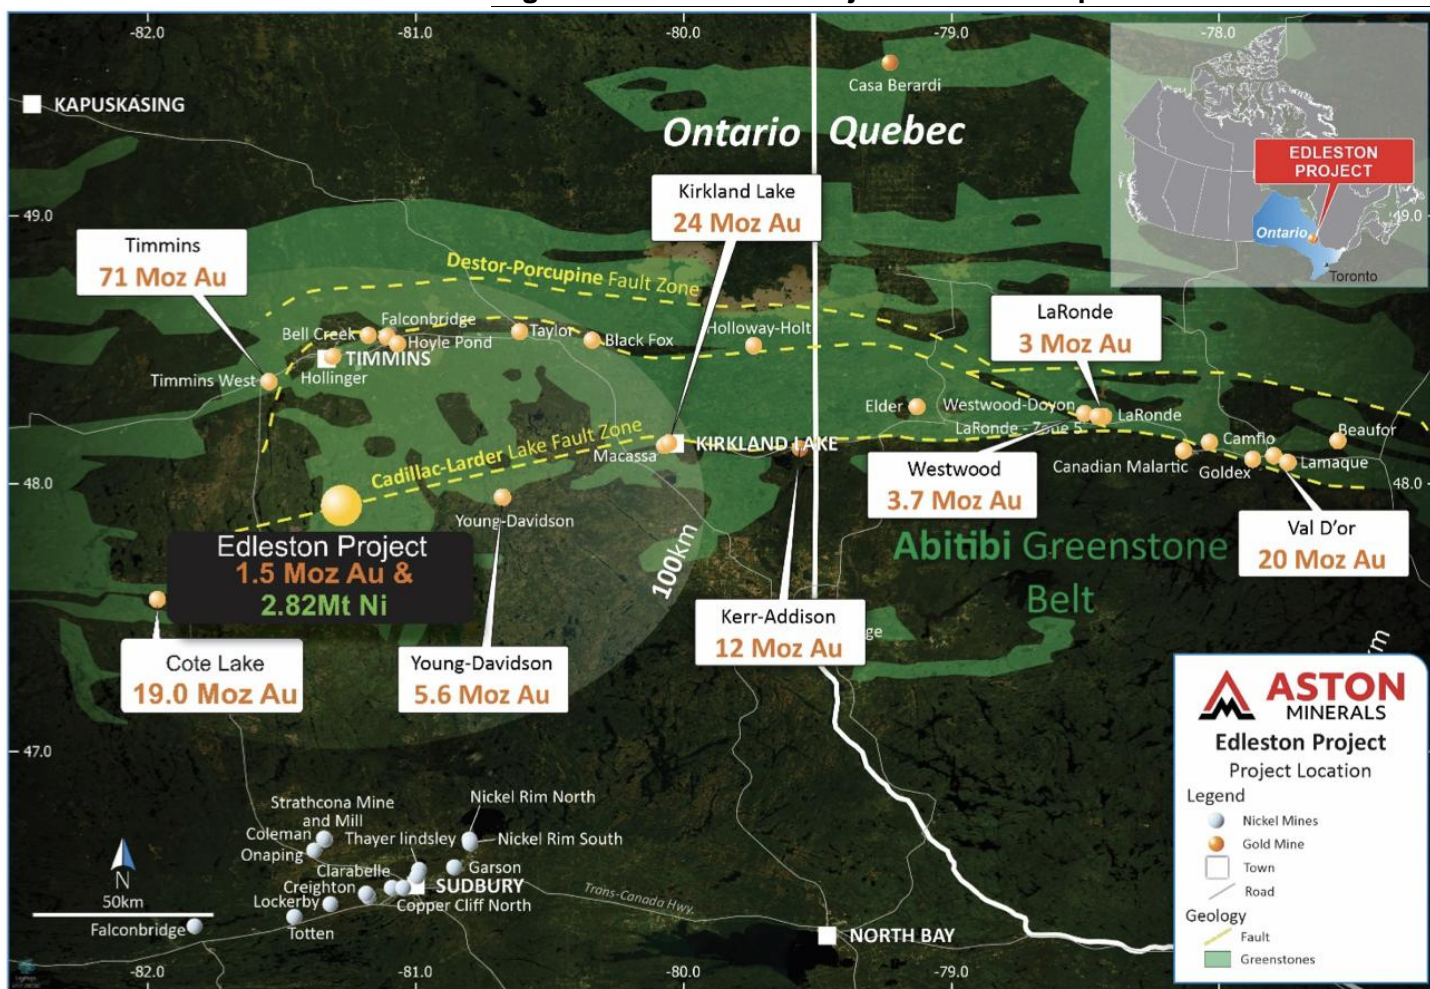 -82.0
-81.0
-80.0
-79.0
-78.0
KAPUSKASING
Casa Berardi
Ontario
Quebec
EDLESTON
PROJECT
Ontario
Toronto
49.0
49.0
Kirkland Lake
24 Moz Au
Timmins
71 Moz Au
Destor-Porcupine Fault Zone
LaRonde
3 Moz Au
Bell Creek
Falconbridge
Hoyle Pond
Taylor
Black Fox
Holloway-Holt
TIMMINS
Hollinger
Timmins West
Elder
Westwood-Doyon
LaRonde
LaRonde - Zone 5
Cadillac-Larder Lake Fault Zone
Macassa
KIRKLAND LAKE
Camflo
Beaufor
Canadian Malartic
Goldex
Lamaque
Westwood
3.7 Moz Au
48.0
48.0
Young-Davidson
Edleston Project
1.5 Moz Au &
2.82Mt Ni
100km
Abitibi Greenstone
Belt
Val D'or
20 Moz Au
Cote Lake
19.0 Moz Au
Young-Davidson
5.6 Moz Au
Kerr-Addison
12 Moz Au
47.0
ASTON
MINERALS
Edleston Project
Project Location
Legend
Nickel Mines
Gold Mine
Town
Road
Geology
Fault
Greenstones
Strathcona Mine
and Mill
Nickel Rim North
Coleman
Thayer lindsley
Nickel Rim South
Onaping
Clarabelle
Garson
Creighton
SUDBURY
Lockerby
Copper Cliff North
Totten
Falconbridge
Trans-Canada Hwy.
NORTH BAY
N
50km
-82.0
-81.0
-80.0
-79.0